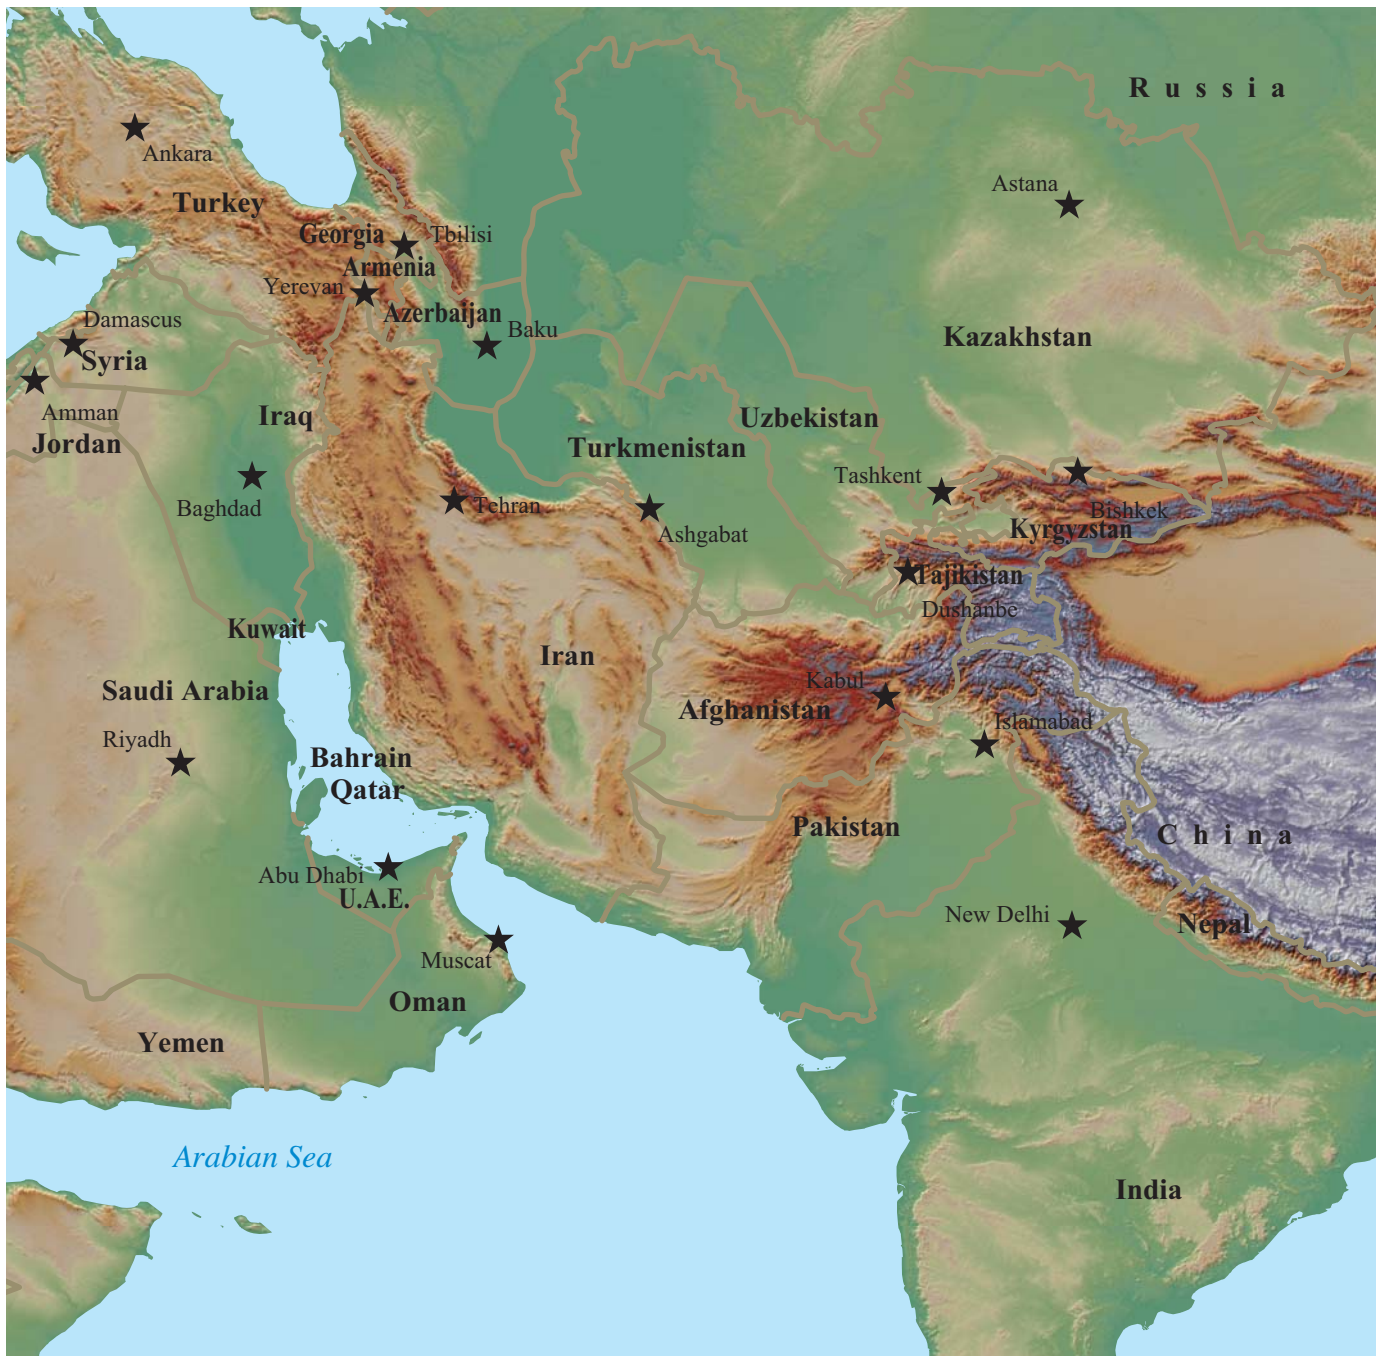 R u s s i a
Ankara
Astana
Turkey
Georgia
Tbilisi
Armenia
Yerevan
Azerbaijan
Damascus
Baku
Kazakhstan
Syria
Amman
Iraq
Jordan
Uzbekistan
Turkmenistan
Tashkent
Baghdad
Tehran
Bishkek
Ashgabat
Kyrgyzstan
Tajikistan
Dushanbe
Kuwait
Iran
Saudi Arabia
Kabul
Afghanistan
Islamabad
Riyadh
Bahrain
Qatar
Pakistan
C h i n a
Abu Dhabi
U.A.E.
New Delhi
Nepal
Muscat
Oman
Yemen
Arabian Sea
India